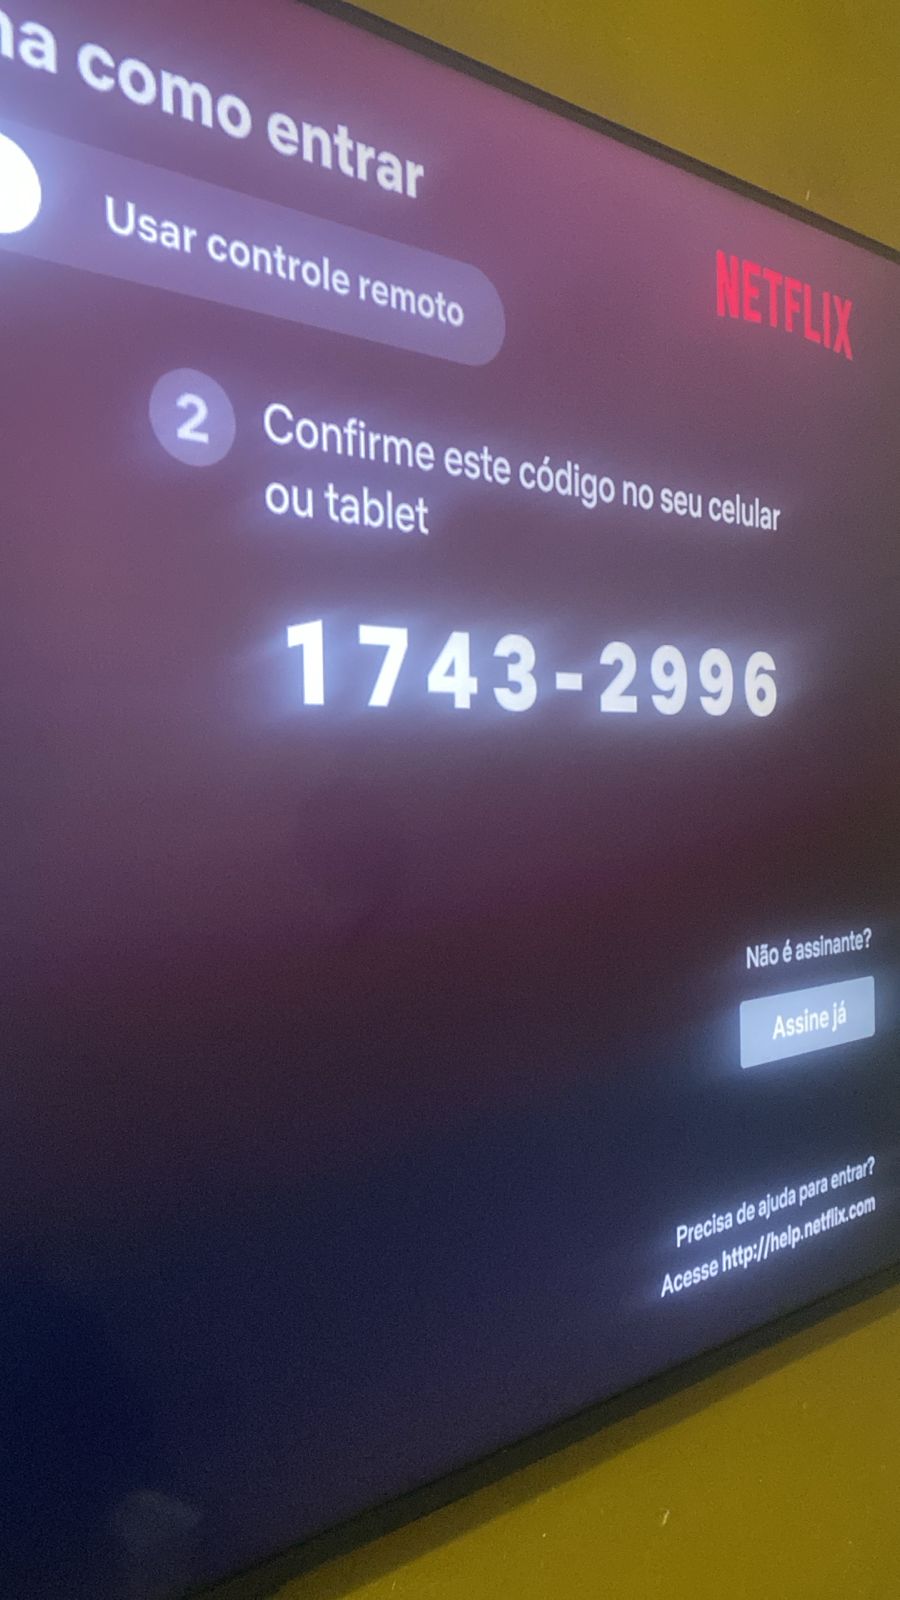 como entrar
Usar controle remoto
NETFLIX
2
Confirme este código no seu celular
ou tablet
1743-2996
Não é assinante?
Assine já
Precisa de ajuda para entrar?
Acesse http://help.netflix.com